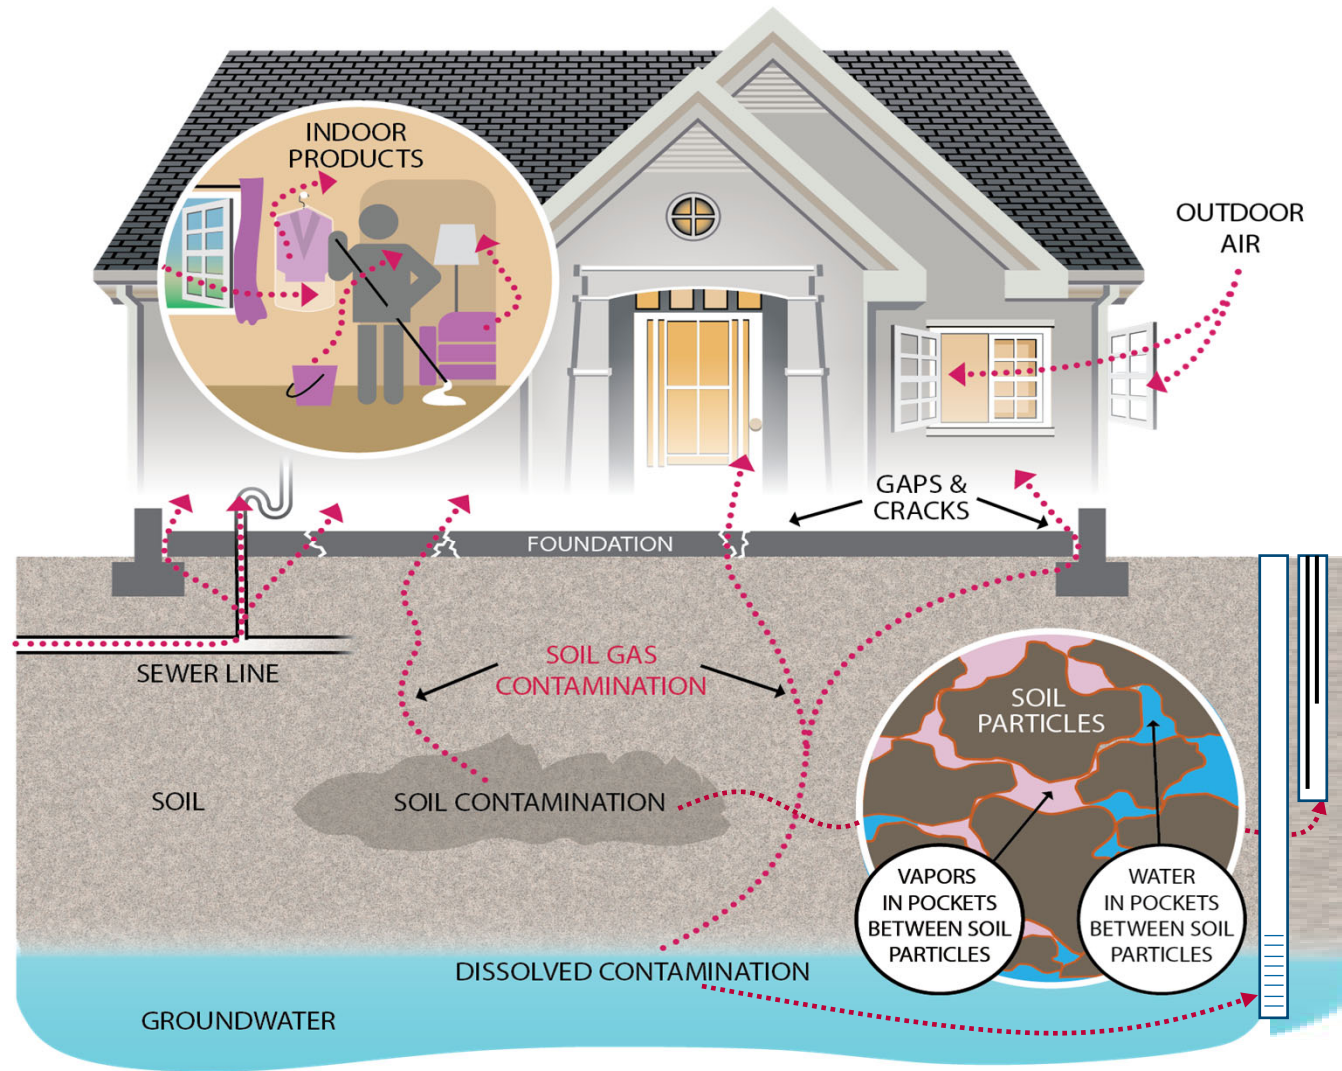 INDOOR
PRODUCTS
OUTDOOR
AIR
GAPS &
CRACKS
FOUNDATION
SEWER LINE
SOIL GAS
CONTAMINATION
SOIL
PARTICLES
SOIL
SOIL CONTAMINATION
VAPORS
IN POCKETS
BETWEEN SOIL
PARTICLES
WATER
IN POCKETS
BETWEEN SOIL
PARTICLES
DISSOLVED CONTAMINATION
GROUNDWATER